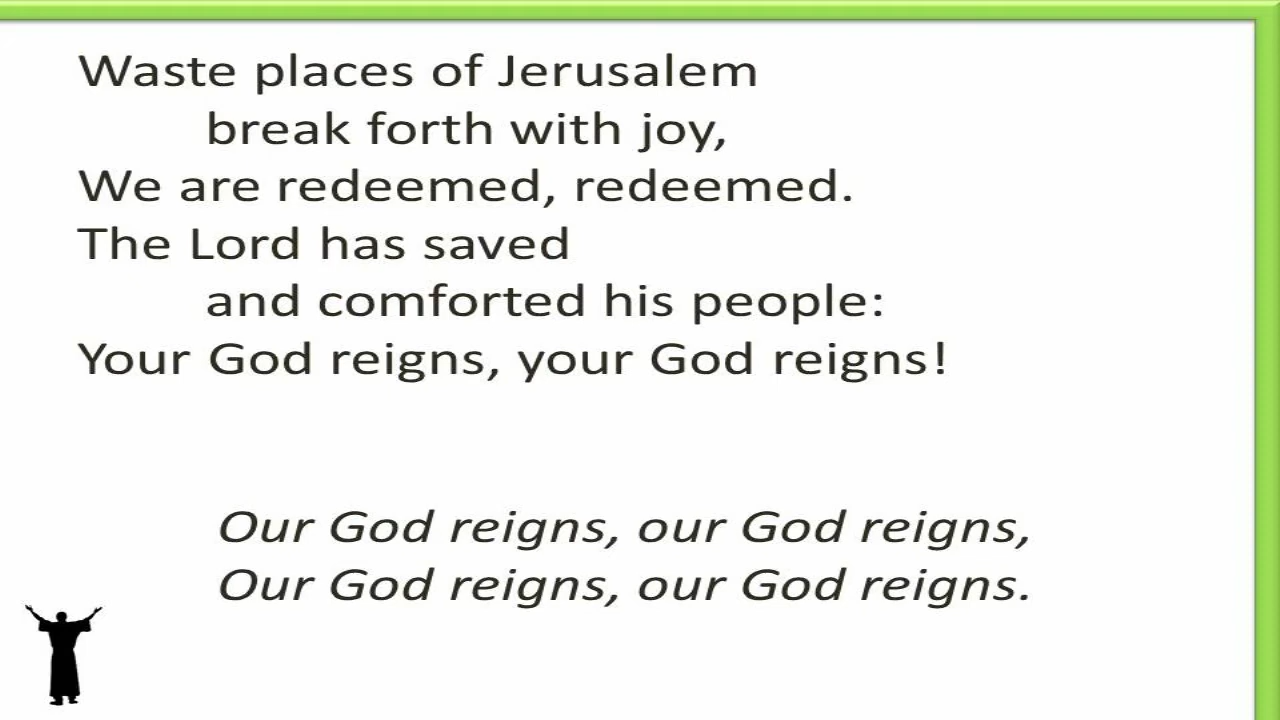 Waste places of Jerusalem
break forth with joy,
We are redeemed, redeemed.
The Lord has saved
and comforted his people:
Your God reigns, your God reigns!
Our God reigns, our God reigns,
Our God reigns, our God reigns.